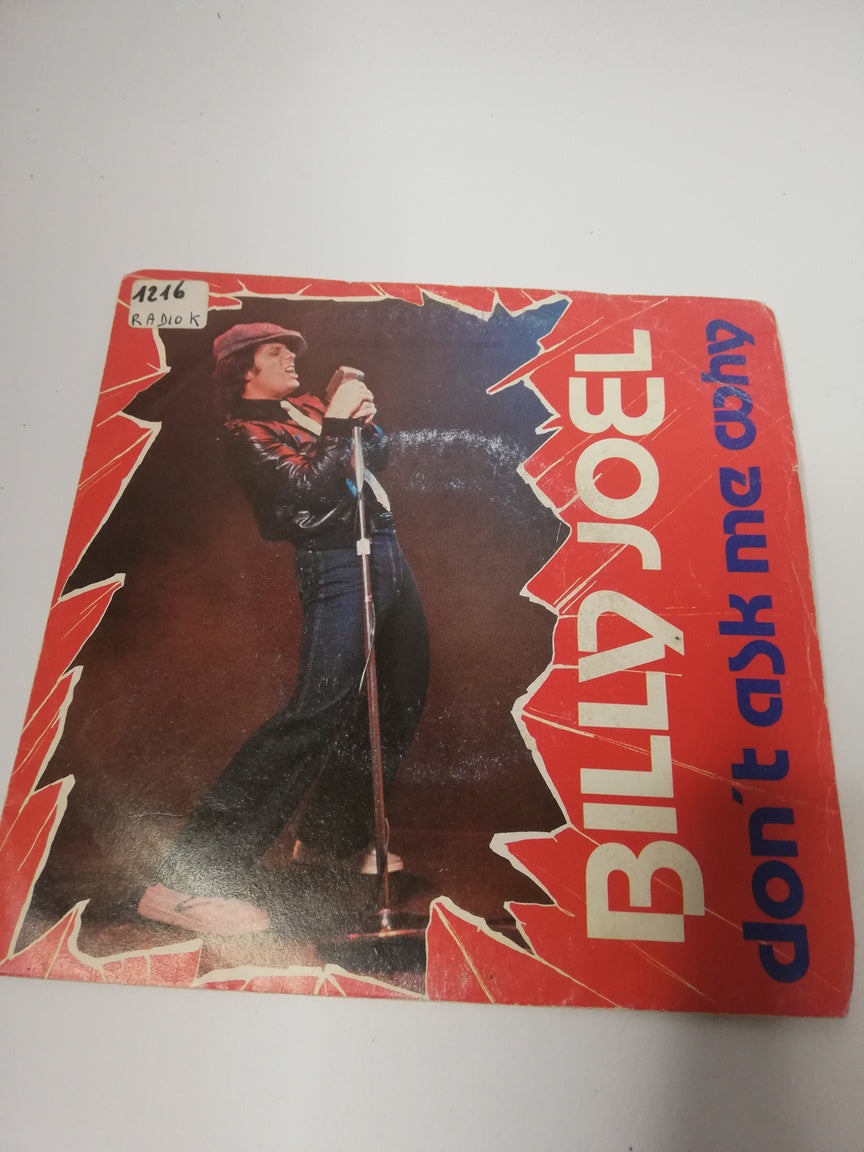 1216
RADIO K
BILLY JOEL
don't ask me why